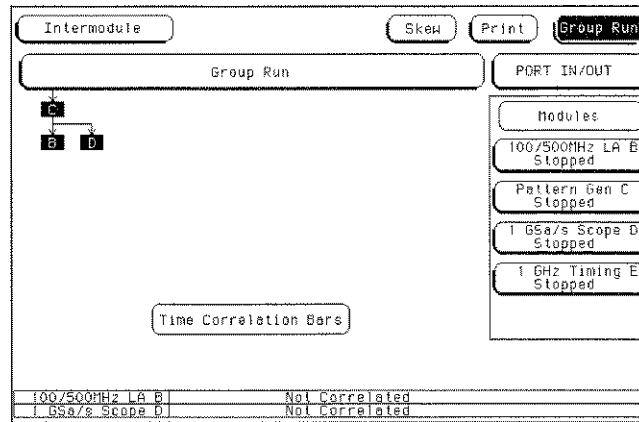 Intermodule
Skew
Print
Group Run
Group Run
PORT IN/OUT
C
B D
Modules
100/500MHz LA B
Stopped
Pattern Gen C
Stopped
1 GSa/s Scope D
Stopped
1 GHz Timing E
Stopped
Time Correlation Bars
100/500MHz LA B Not Correlated
1 GSa/s Scope D Not Correlated